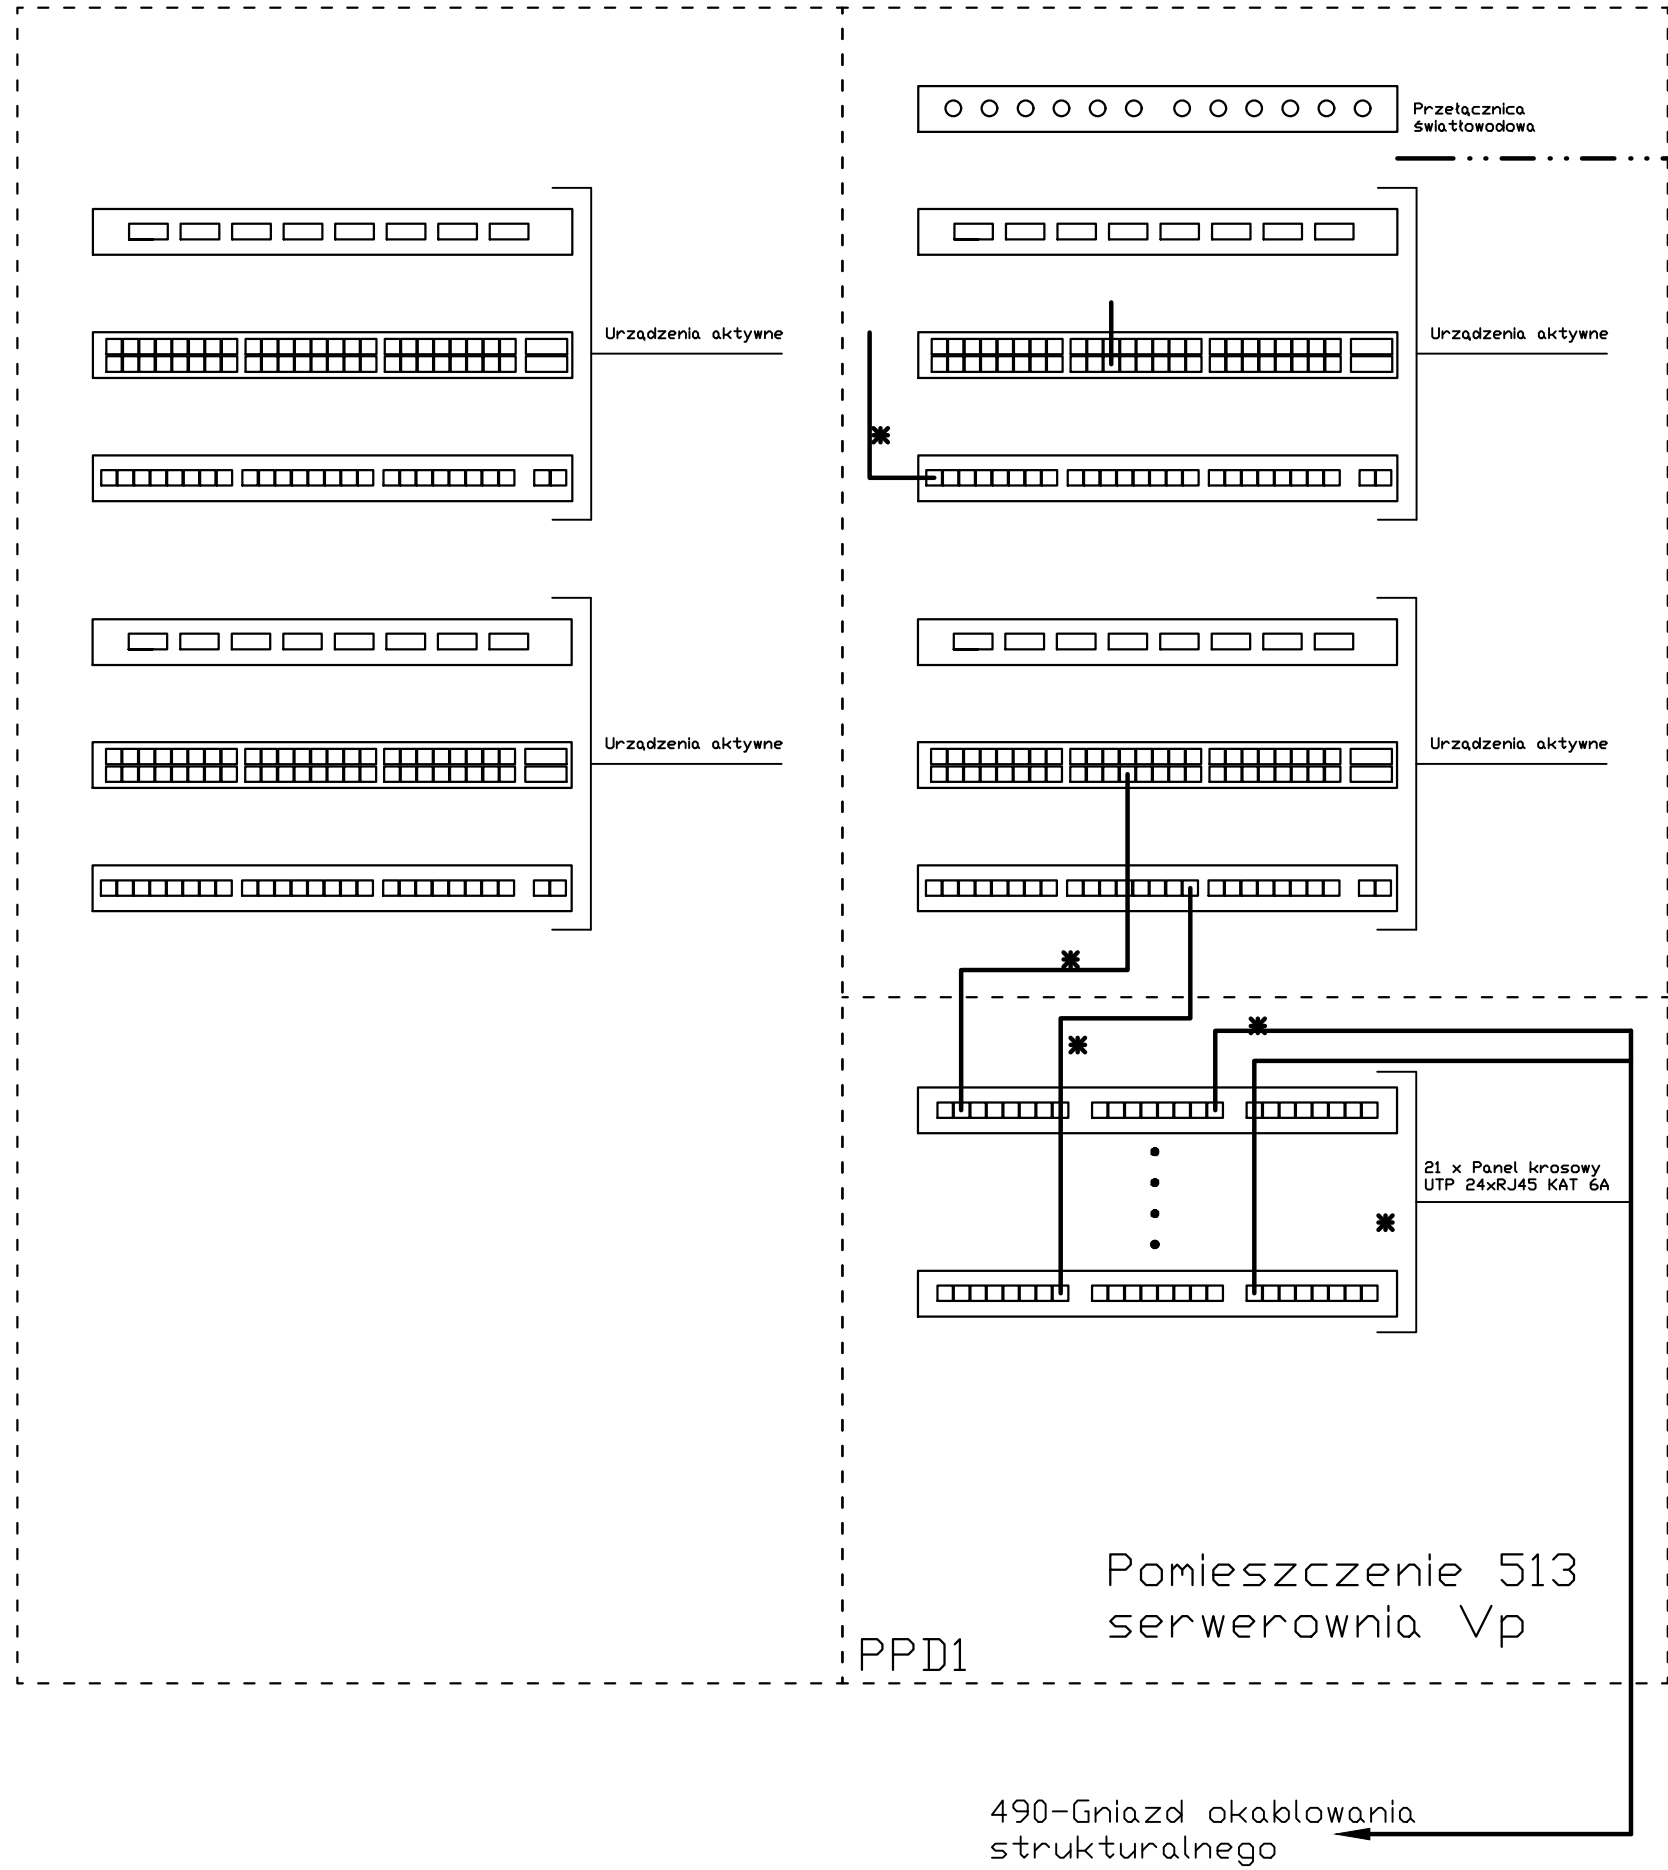 Przełącznica
światłowodowa
Urządzenia aktywne
Urządzenia aktywne
Urządzenia aktywne
Urządzenia aktywne
21 x Panel krosowy
UTP 24xRJ45 KAT 6A
Pomieszczenie 513
serwerownia Vp
PPD1
490-Gniazd okablowania
strukturalnego